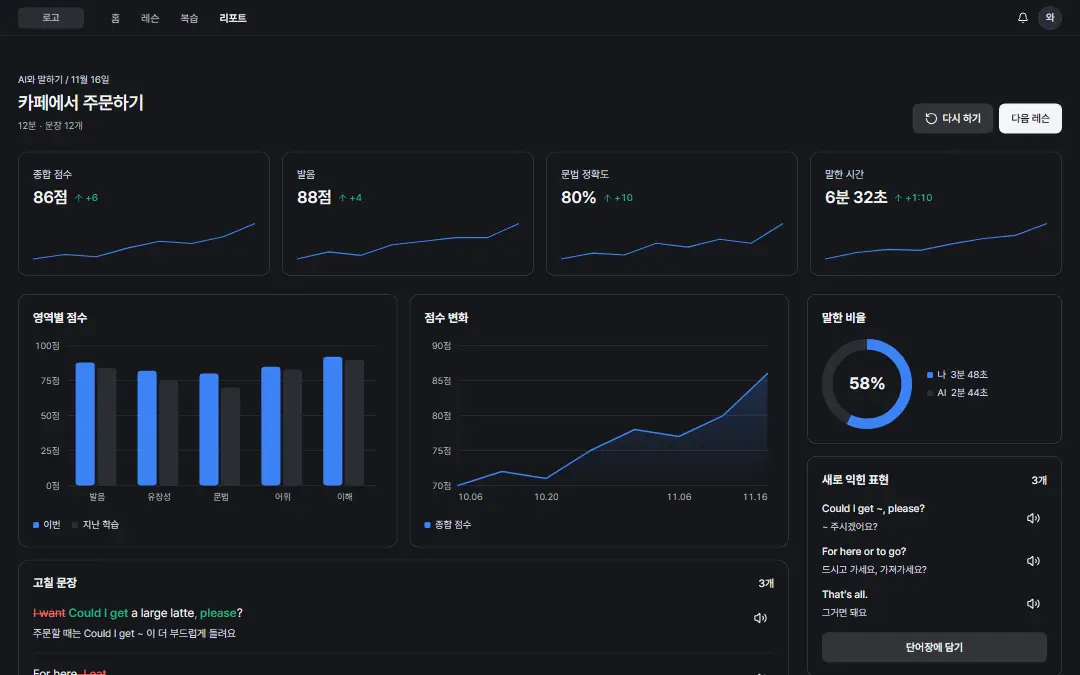 로고
홈 레슨 복습 리포트
와
AI와 말하기 / 11월 16일
카페에서 주문하기
12분 · 문장 12개
다시 하기
다음 레슨
종합 점수
86점 ↑ +6
발음
88점 ↑ +4
문법 정확도
80% ↑ +10
말한 시간
6분 32초 ↑ +1:10
영역별 점수
100점
75점
50점
25점
0점
발음 유창성 문법 어휘 이해
이번 지난 학습
점수 변화
90점
85점
80점
75점
70점
10.06 10.20 11.06 11.16
종합 점수
말한 비율
58%
나 3분 48초
AI 2분 44초
새로 익힌 표현 3개
Could I get ~, please?
~ 주시겠어요?
For here or to go?
드시고 가세요, 가져가세요?
That's all.
그거면 돼요
단어장에 담기
고칠 문장 3개
I want Could I get a large latte, please?
주문할 때는 Could I get ~ 이 더 부드럽게 들려요
For here, I eat